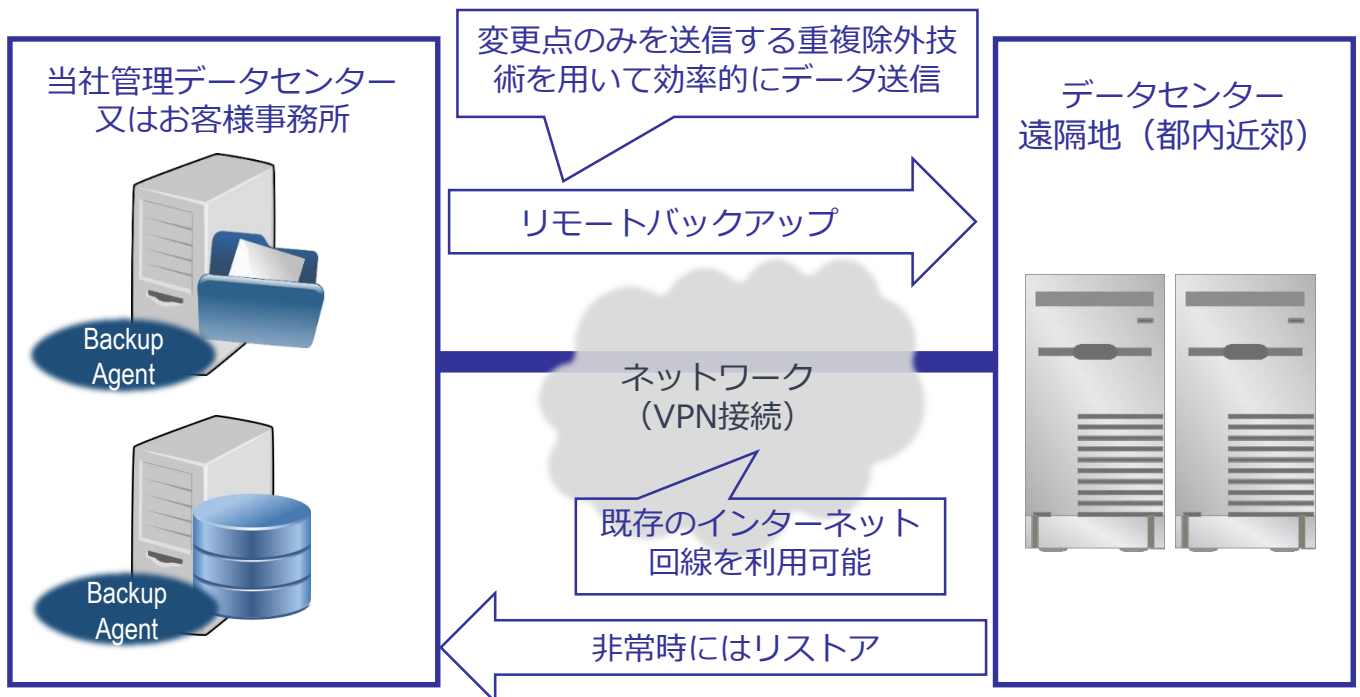 変更点のみを送信する重複除外技
術を用いて効率的にデータ送信
当社管理データセンター
又はお客様事務所
データセンター
遠隔地（都内近郊）
リモートバックアップ
Backup
Agent
ネットワーク
（VPN接続）
既存のインターネット
回線を利用可能
Backup
Agent
非常時にはリストア